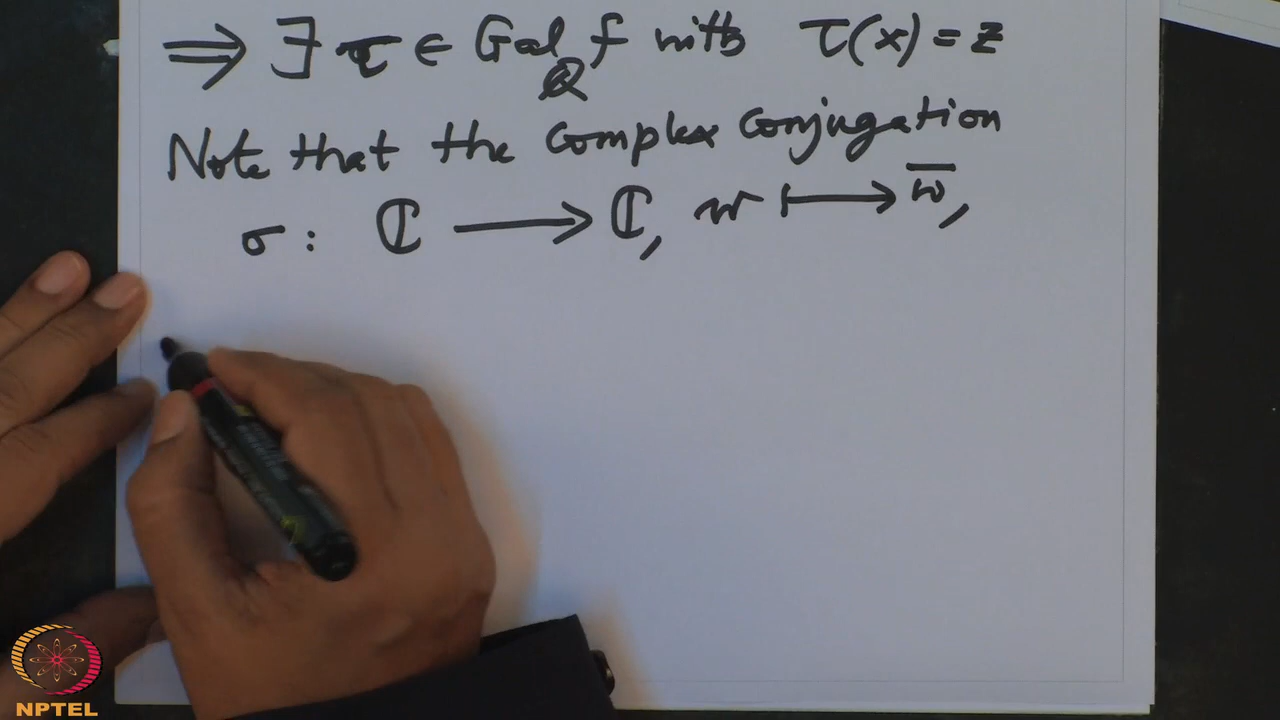 ⟹ ∃ τ ∈ Gal_Q f with τ(x) = z
Note that the complex conjugation
σ : ℂ ⟶ ℂ, w ⟼ w̅,
NPTEL